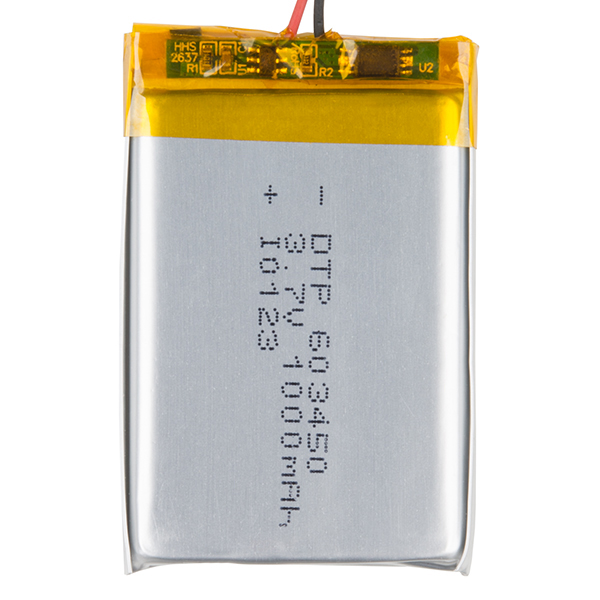 HHS
2637
R1
R2
U2
− +
DTP 603450
3.7V 1000MAh
I0123